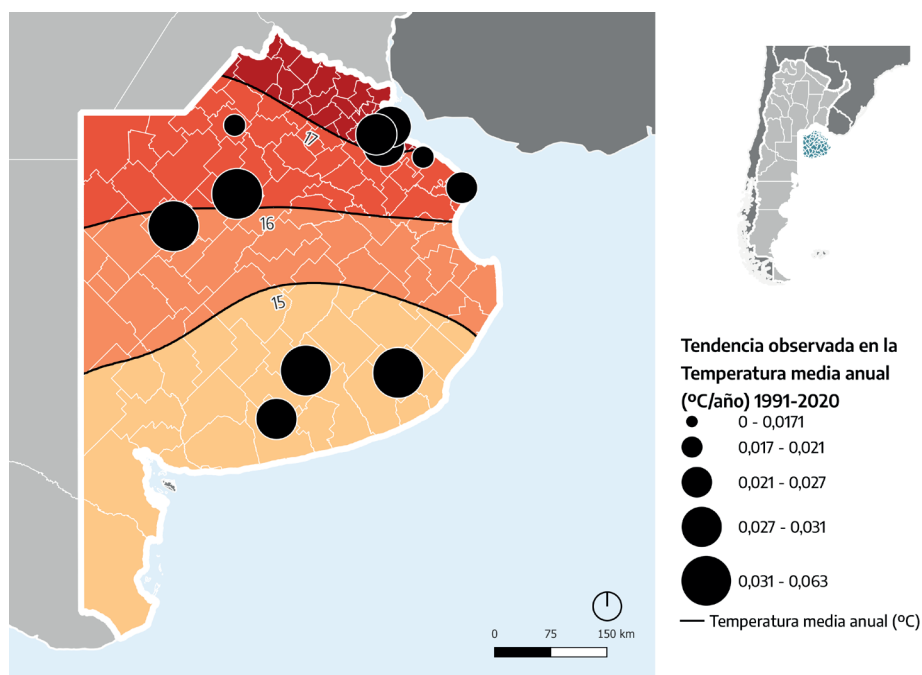 17
16
15
0 75 150 km
Tendencia observada en la
Temperatura media anual
(ºC/año) 1991-2020
0 - 0,0171
0,017 - 0,021
0,021 - 0,027
0,027 - 0,031
0,031 - 0,063
Temperatura media anual (ºC)